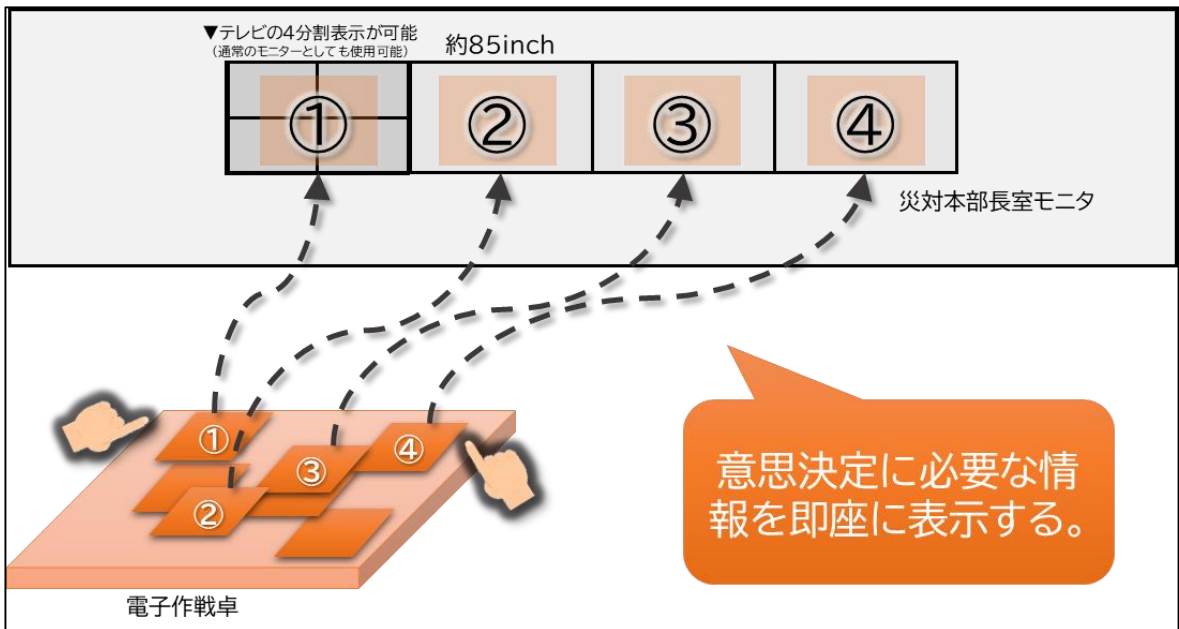 ▼テレビの4分割表示が可能
(通常のモニターとしても使用可能)
約85inch
①
②
③
④
災対本部長室モニタ
①
④
③
②
意思決定に必要な情
報を即座に表示する。
電子作戦卓